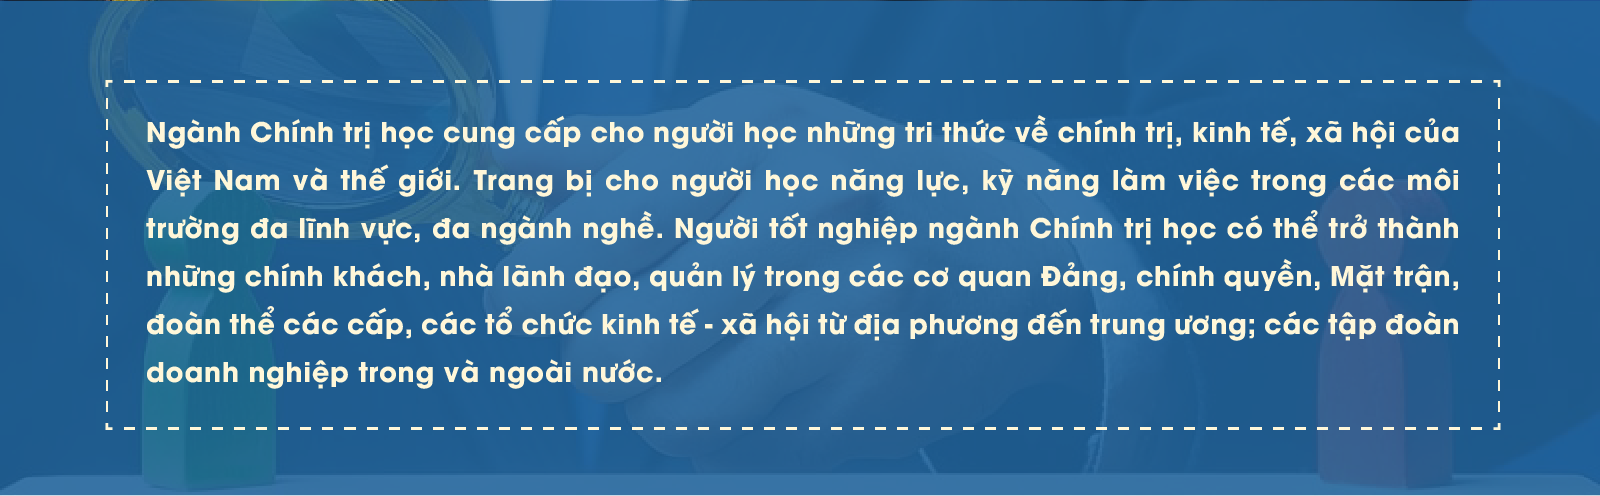 Ngành Chính trị học cung cấp cho người học những tri thức về chính trị, kinh tế, xã hội của
Việt Nam và thế giới. Trang bị cho người học năng lực, kỹ năng làm việc trong các môi
trường đa lĩnh vực, đa ngành nghề. Người tốt nghiệp ngành Chính trị học có thể trở thành
những chính khách, nhà lãnh đạo, quản lý trong các cơ quan Đảng, chính quyền, Mặt trận,
đoàn thể các cấp, các tổ chức kinh tế - xã hội từ địa phương đến trung ương; các tập đoàn
doanh nghiệp trong và ngoài nước.